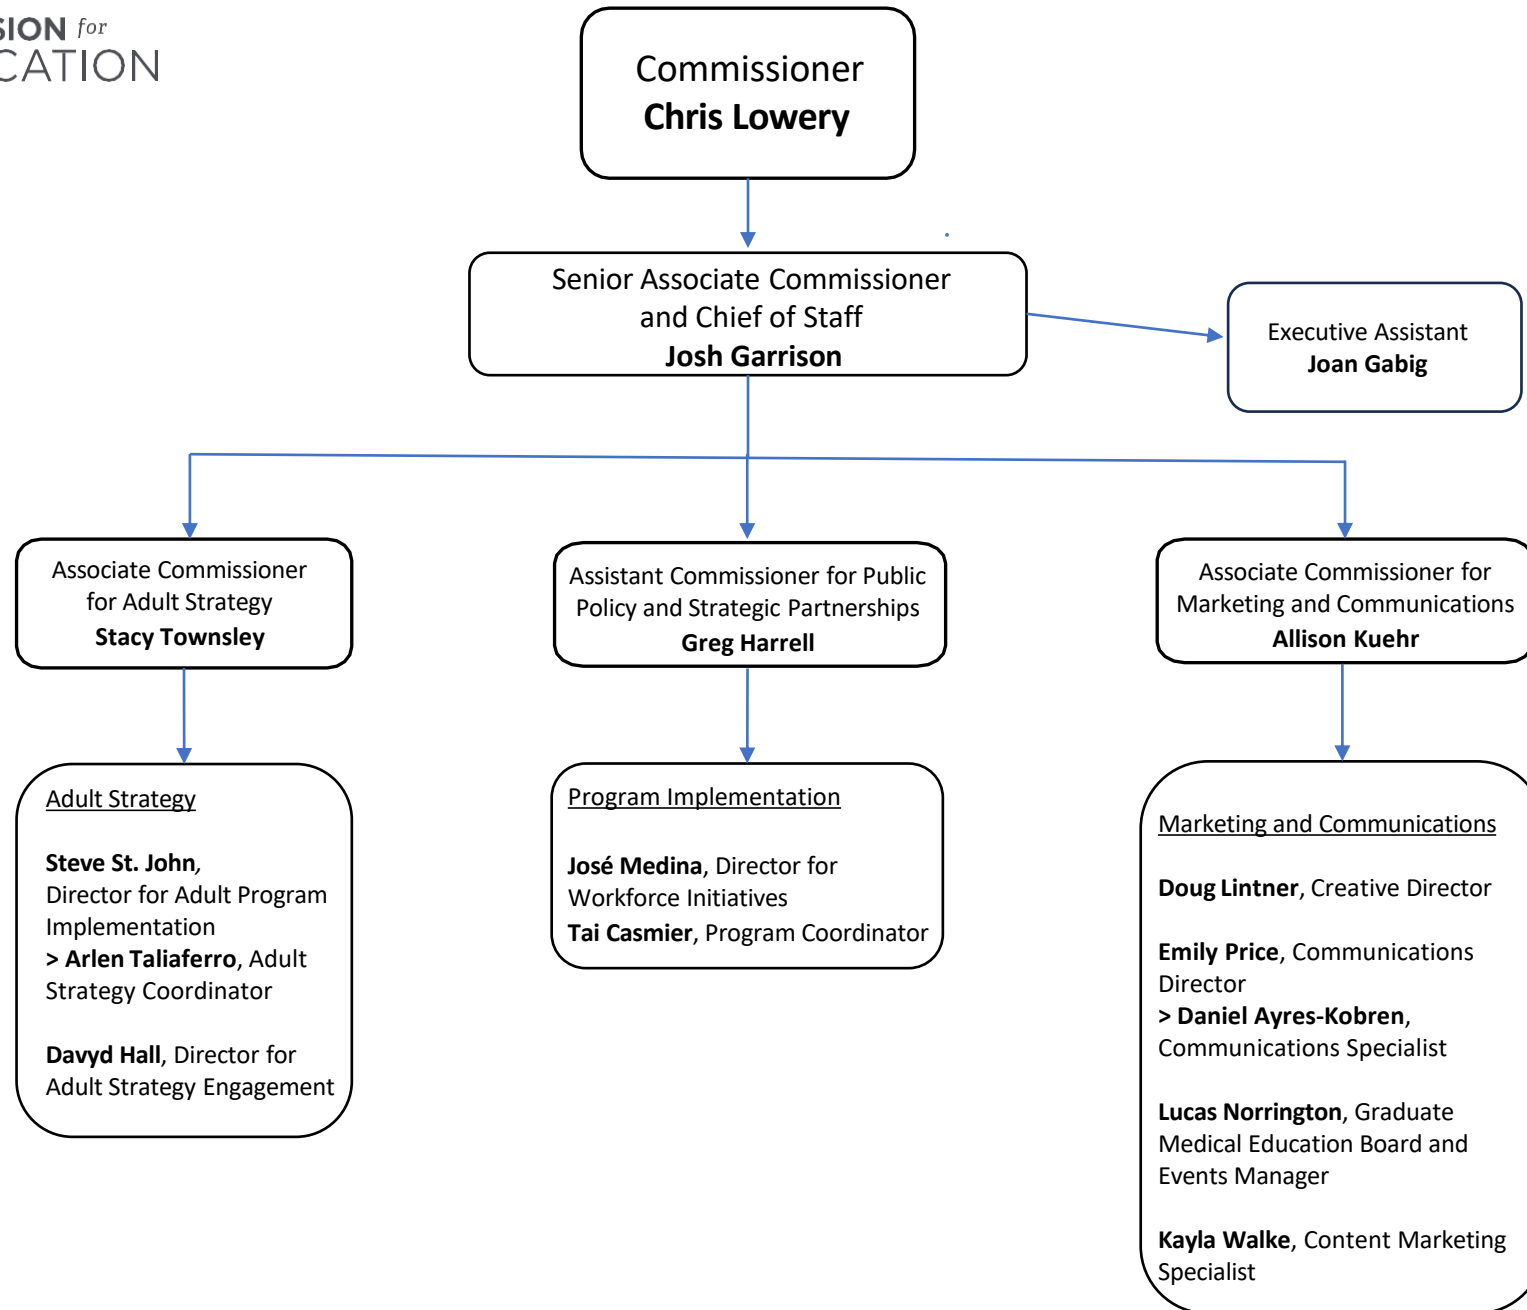 SION for
CATION
Commissioner
Chris Lowery
Senior Associate Commissioner
and Chief of Staff
Josh Garrison
Executive Assistant
Joan Gabig
Associate Commissioner
for Adult Strategy
Stacy Townsley
Assistant Commissioner for Public
Policy and Strategic Partnerships
Greg Harrell
Associate Commissioner for
Marketing and Communications
Allison Kuehr
Adult Strategy
Steve St. John,
Director for Adult Program
Implementation
> Arlen Taliaferro, Adult
Strategy Coordinator
Davyd Hall, Director for
Adult Strategy Engagement
Program Implementation
José Medina, Director for
Workforce Initiatives
Tai Casmier, Program Coordinator
Marketing and Communications
Doug Lintner, Creative Director
Emily Price, Communications
Director
> Daniel Ayres-Kobren,
Communications Specialist
Lucas Norrington, Graduate
Medical Education Board and
Events Manager
Kayla Walke, Content Marketing
Specialist